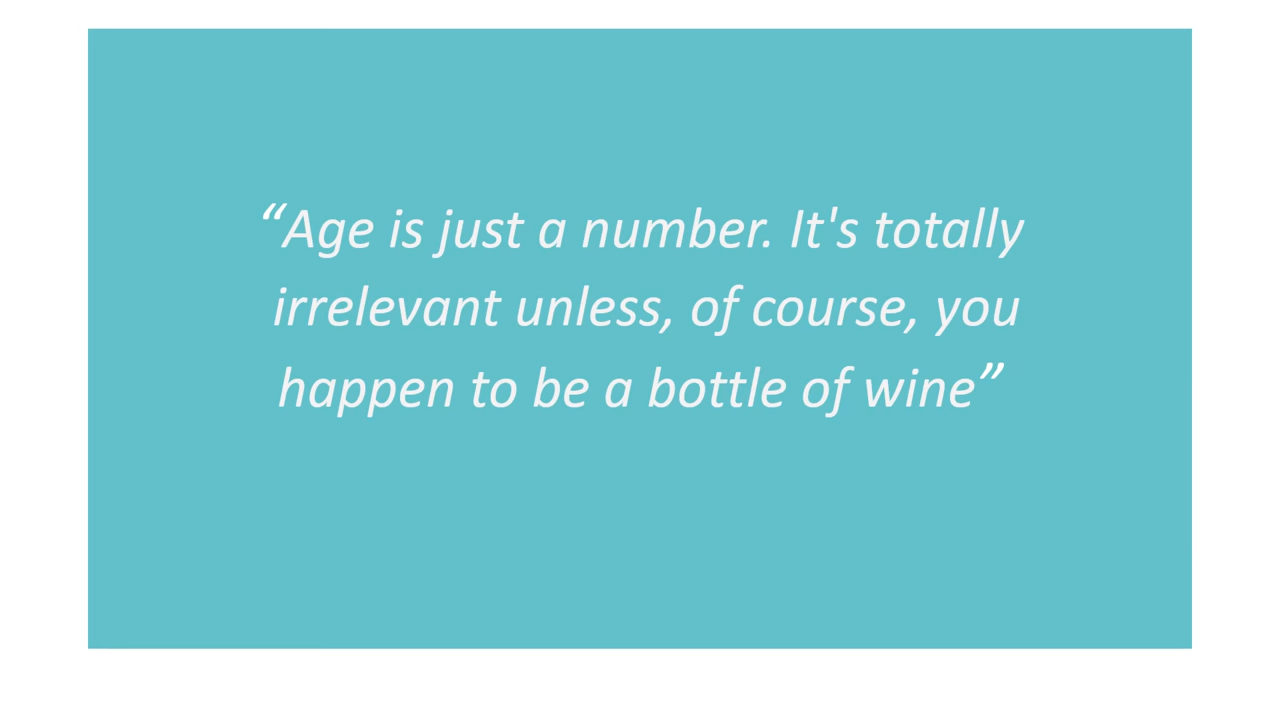 “Age is just a number. It's totally
irrelevant unless, of course, you
happen to be a bottle of wine”